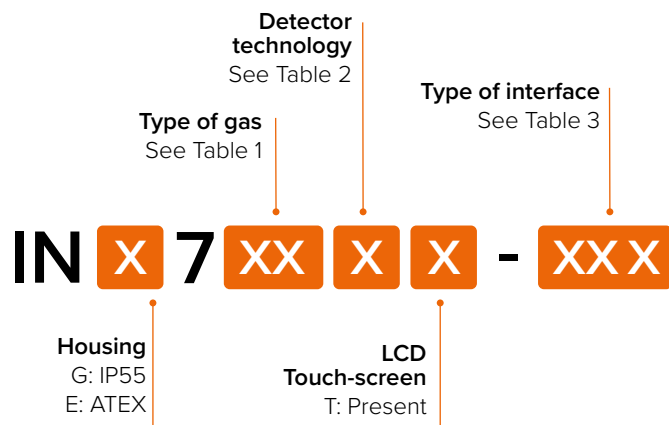 Detector
technology
See Table 2
Type of interface
See Table 3
Type of gas
See Table 1
IN X 7 XX X X - XX X
Housing
G: IP55
E: ATEX
LCD
Touch-screen
T: Present